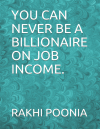 YOU CAN
NEVER BE A
BILLIONAIRE
ON JOB
INCOME.
RAKHI POONIA